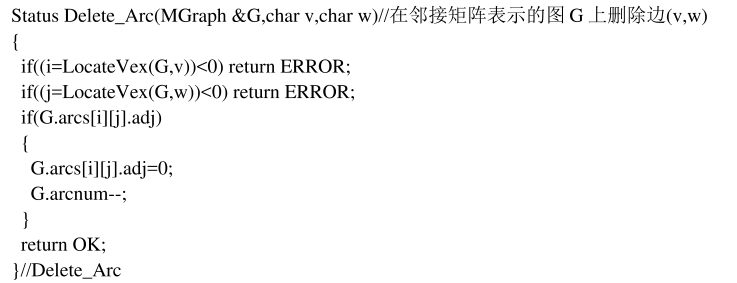 Status Delete_Arc(MGraph &G,char v,char w)//在邻接矩阵表示的图 G 上删除边(v,w)
{
if((i=LocateVex(G,v))<0) return ERROR;
if((j=LocateVex(G,w))<0) return ERROR;
if(G.arcs[i][j].adj)
{
G.arcs[i][j].adj=0;
G.arcnum--;
}
return OK;
}//Delete_Arc